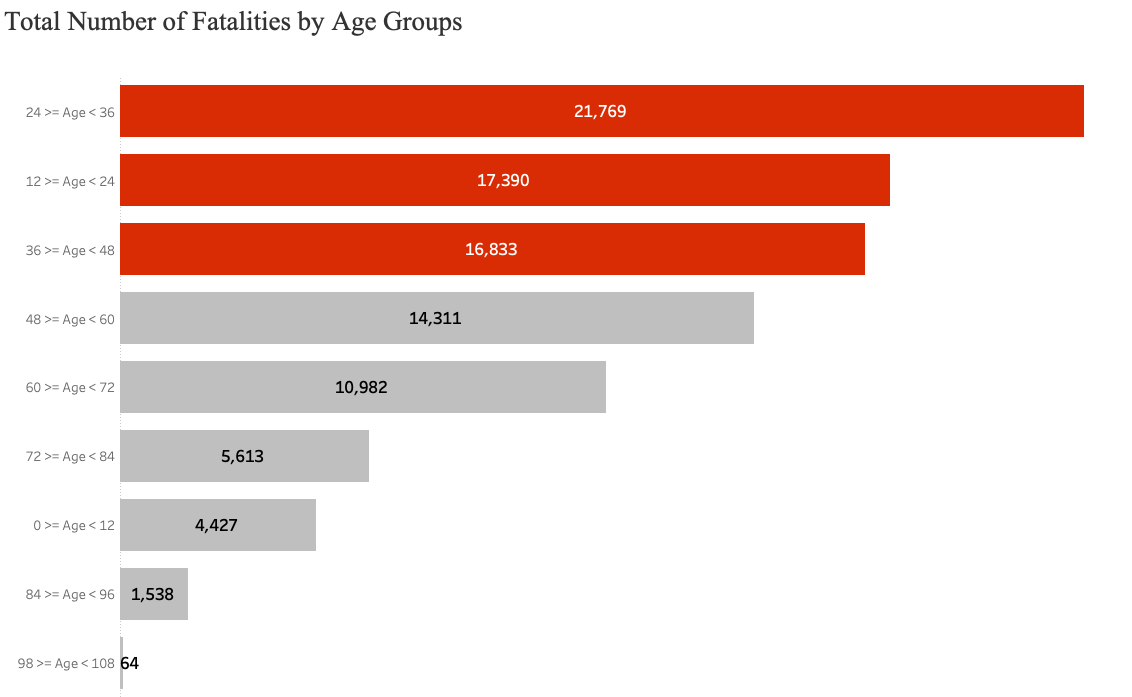 Total Number of Fatalities by Age Groups
24 >= Age < 36 21,769
12 >= Age < 24 17,390
36 >= Age < 48 16,833
48 >= Age < 60 14,311
60 >= Age < 72 10,982
72 >= Age < 84 5,613
0 >= Age < 12 4,427
84 >= Age < 96 1,538
98 >= Age < 108 64